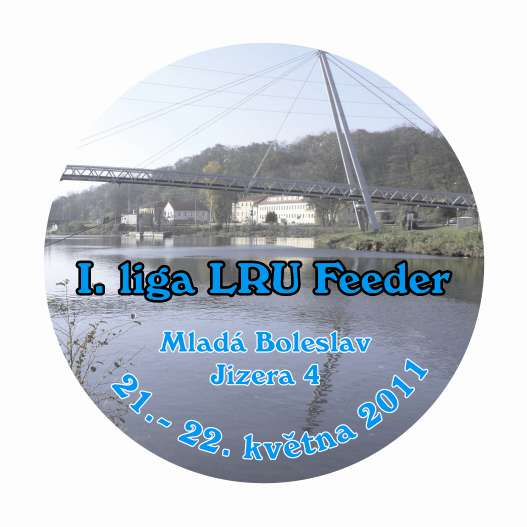 I. liga LRU Feeder
Mladá Boleslav
Jizera 4
21.- 22. května 2011